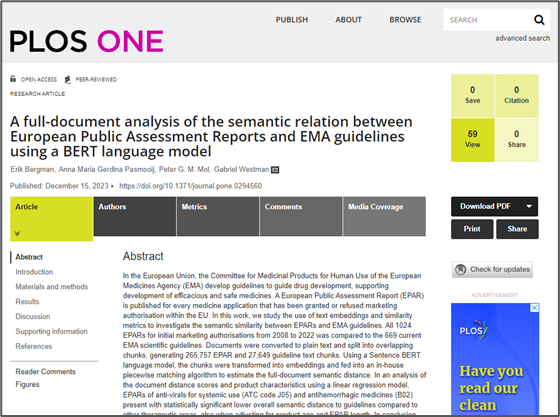 PLOS ONE
PUBLISH ABOUT BROWSE
SEARCH
advanced search
OPEN ACCESS PEER-REVIEWED
RESEARCH ARTICLE
A full-document analysis of the semantic relation between
European Public Assessment Reports and EMA guidelines
using a BERT language model
Erik Bergman, Anna Maria Gerdina Pasmooij, Peter G. M. Mol, Gabriel Westman
Published: December 15, 2023 • https://doi.org/10.1371/journal.pone.0294560
0
Save
0
Citation
59
View
0
Share
Article
Authors
Metrics
Comments
Media Coverage
Download PDF
Print
Share
Check for updates
ADVERTISEMENT
Abstract
Introduction
Materials and methods
Results
Discussion
Supporting information
References
Reader Comments
Figures
Abstract
In the European Union, the Committee for Medicinal Products for Human Use of the European
Medicines Agency (EMA) develop guidelines to guide drug development, supporting
development of efficacious and safe medicines. A European Public Assessment Report (EPAR)
is published for every medicine application that has been granted or refused marketing
authorisation within the EU. In this work, we study the use of text embeddings and similarity
metrics to investigate the semantic similarity between EPARs and EMA guidelines. All 1024
EPARs for initial marketing authorisations from 2008 to 2022 was compared to the 669 current
EMA scientific guidelines. Documents were converted to plain text and split into overlapping
chunks, generating 265,757 EPAR and 27,649 guideline text chunks. Using a Sentence BERT
language model, the chunks were transformed into embeddings and fed into an in-house
piecewise matching algorithm to estimate the full-document semantic distance. In an analysis of
the document distance scores and product characteristics using a linear regression model,
EPARs of anti-virals for systemic use (ATC code J05) and antihemorrhagic medicines (B02)
present with statistically significant lower overall semantic distance to guidelines compared to
PLOS
Have you
read our
clean